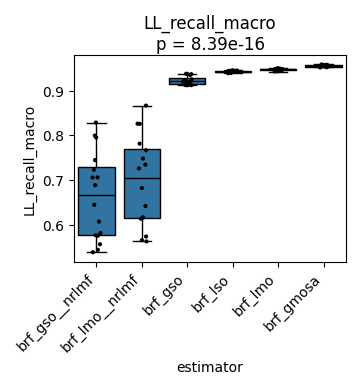 LL_recall_macro
p = 8.39e-16
LL_recall_macro
0.9
0.8
0.7
0.6
brf_gso__nrlmf
brf_lmo__nrlmf
brf_gso
brf_lso
brf_lmo
brf_gmosa
estimator